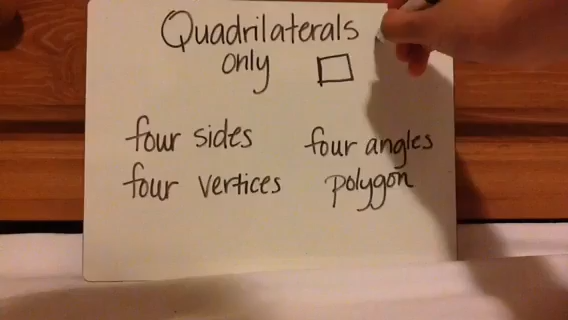 Quadrilaterals
only
four sides four angles
four vertices polygon